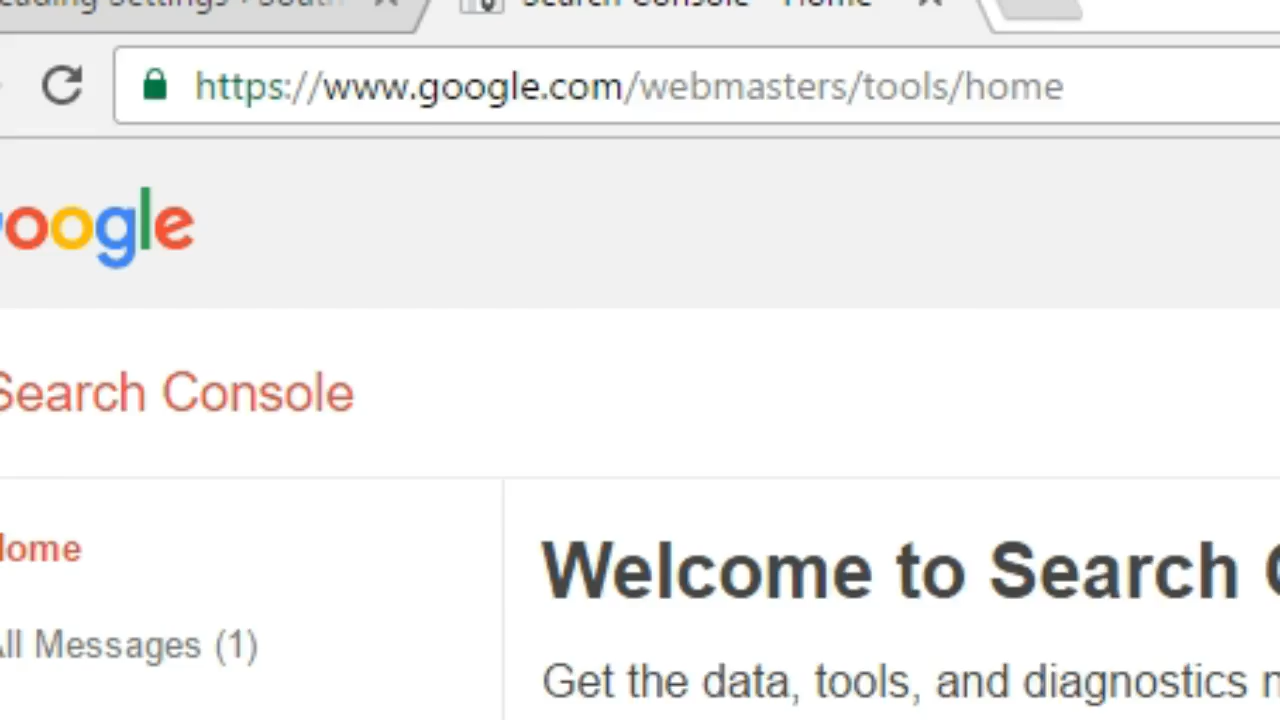 Search Console - Home
https://www.google.com/webmasters/tools/home
oogle
Search Console
ome
All Messages (1)
Welcome to Search
Get the data, tools, and diagnostics